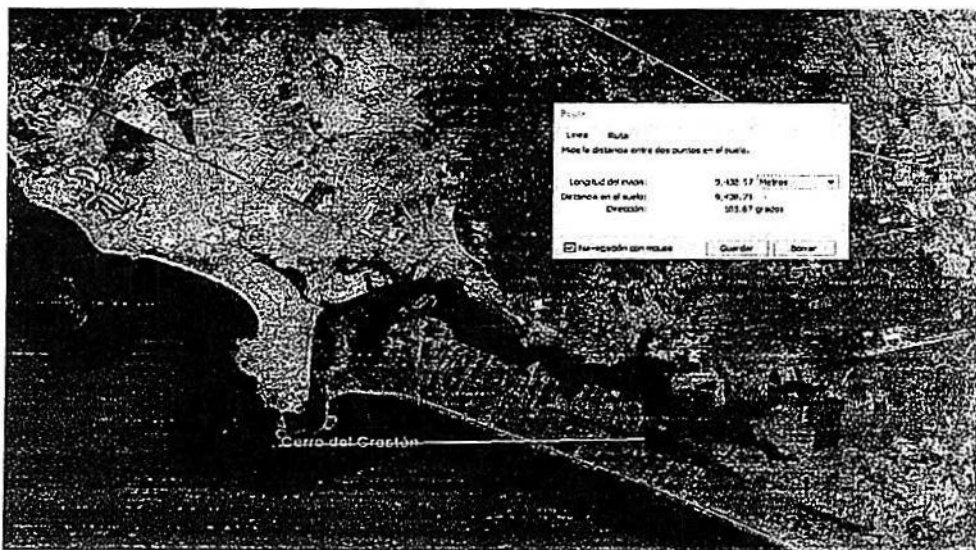 Regla
Línea Ruta
Mide la distancia entre dos puntos en el suelo.
Longitud del mapa: Metros
Distancia en el suelo:
Dirección: grados
Navegación con mouse Guardar Borrar
Cerro del Crestón